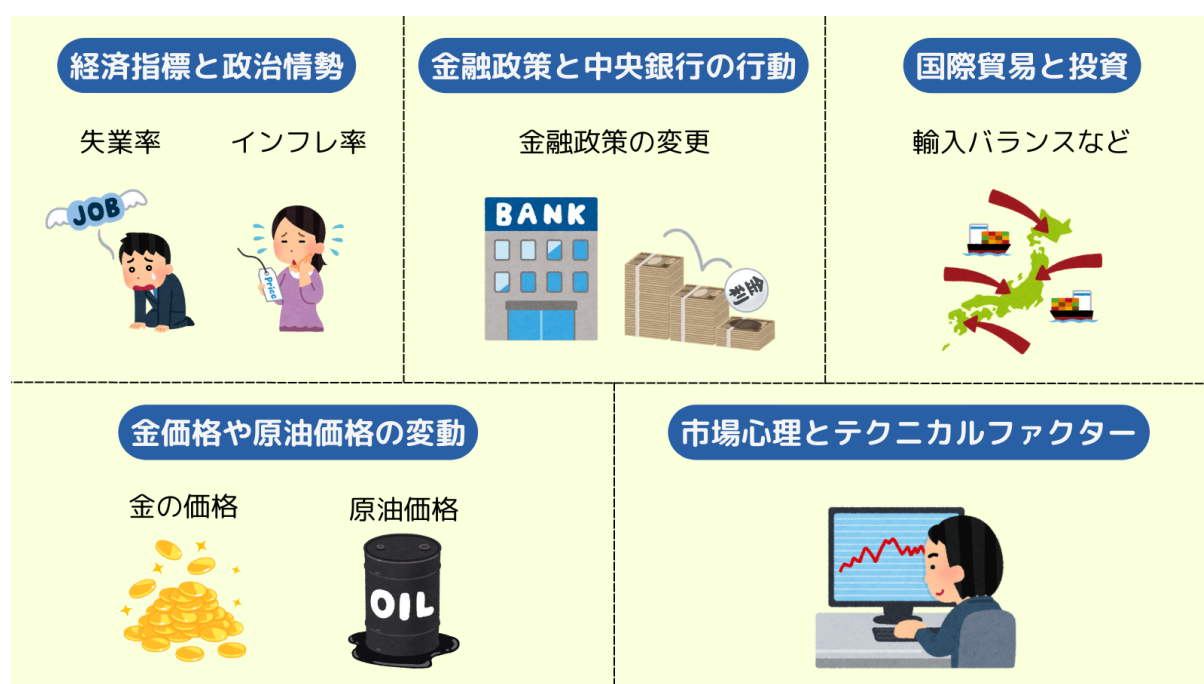 経済指標と政治情勢
失業率
インフレ率
JOB
Price
金融政策と中央銀行の行動
金融政策の変更
BANK
金利
国際貿易と投資
輸入バランスなど
金価格や原油価格の変動
金の価格
原油価格
OIL
市場心理とテクニカルファクター